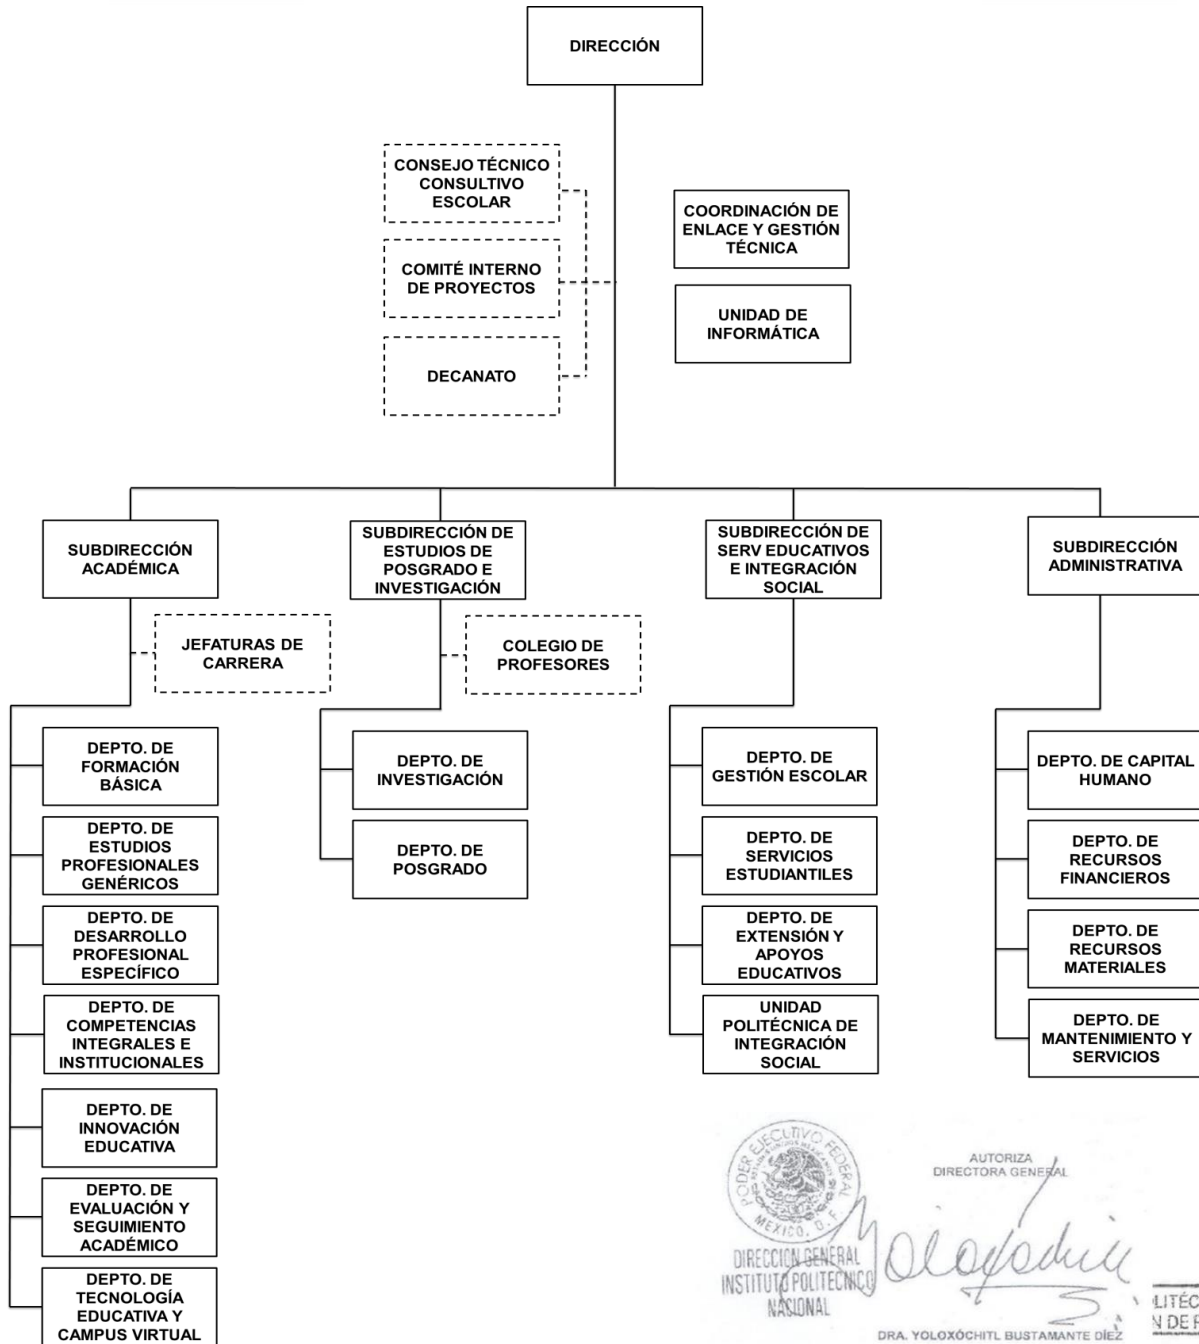 DIRECCIÓN
CONSEJO TÉCNICO
CONSULTIVO
ESCOLAR
COMITÉ INTERNO
DE PROYECTOS
DECANATO
COORDINACIÓN DE
ENLACE Y GESTIÓN
TÉCNICA
UNIDAD DE
INFORMÁTICA
SUBDIRECCIÓN
ACADÉMICA
JEFATURAS DE
CARRERA
DEPTO. DE
FORMACIÓN
BÁSICA
DEPTO. DE
ESTUDIOS
PROFESIONALES
GENÉRICOS
DEPTO. DE
DESARROLLO
PROFESIONAL
ESPECÍFICO
DEPTO. DE
COMPETENCIAS
INTEGRALES E
INSTITUCIONALES
DEPTO. DE
INNOVACIÓN
EDUCATIVA
DEPTO. DE
EVALUACIÓN Y
SEGUIMIENTO
ACADÉMICO
DEPTO. DE
TECNOLOGÍA
EDUCATIVA Y
CAMPUS VIRTUAL
SUBDIRECCIÓN DE
ESTUDIOS DE
POSGRADO E
INVESTIGACIÓN
COLEGIO DE
PROFESORES
DEPTO. DE
INVESTIGACIÓN
DEPTO. DE
POSGRADO
SUBDIRECCIÓN DE
SERV EDUCATIVOS
E INTEGRACIÓN
SOCIAL
DEPTO. DE
GESTIÓN ESCOLAR
DEPTO. DE
SERVICIOS
ESTUDIANTILES
DEPTO. DE
EXTENSIÓN Y
APOYOS
EDUCATIVOS
UNIDAD
POLITÉCNICA DE
INTEGRACIÓN
SOCIAL
SUBDIRECCIÓN
ADMINISTRATIVA
DEPTO. DE CAPITAL
HUMANO
DEPTO. DE
RECURSOS
FINANCIEROS
DEPTO. DE
RECURSOS
MATERIALES
DEPTO. DE
MANTENIMIENTO Y
SERVICIOS
PODER EJECUTIVO FEDERAL
MEXICO, D. F.
DIRECCION GENERAL
INSTITUTO POLITECNICO
NACIONAL
AUTORIZA
DIRECTORA GENERAL
DRA. YOLOXÓCHITL BUSTAMANTE DÍEZ